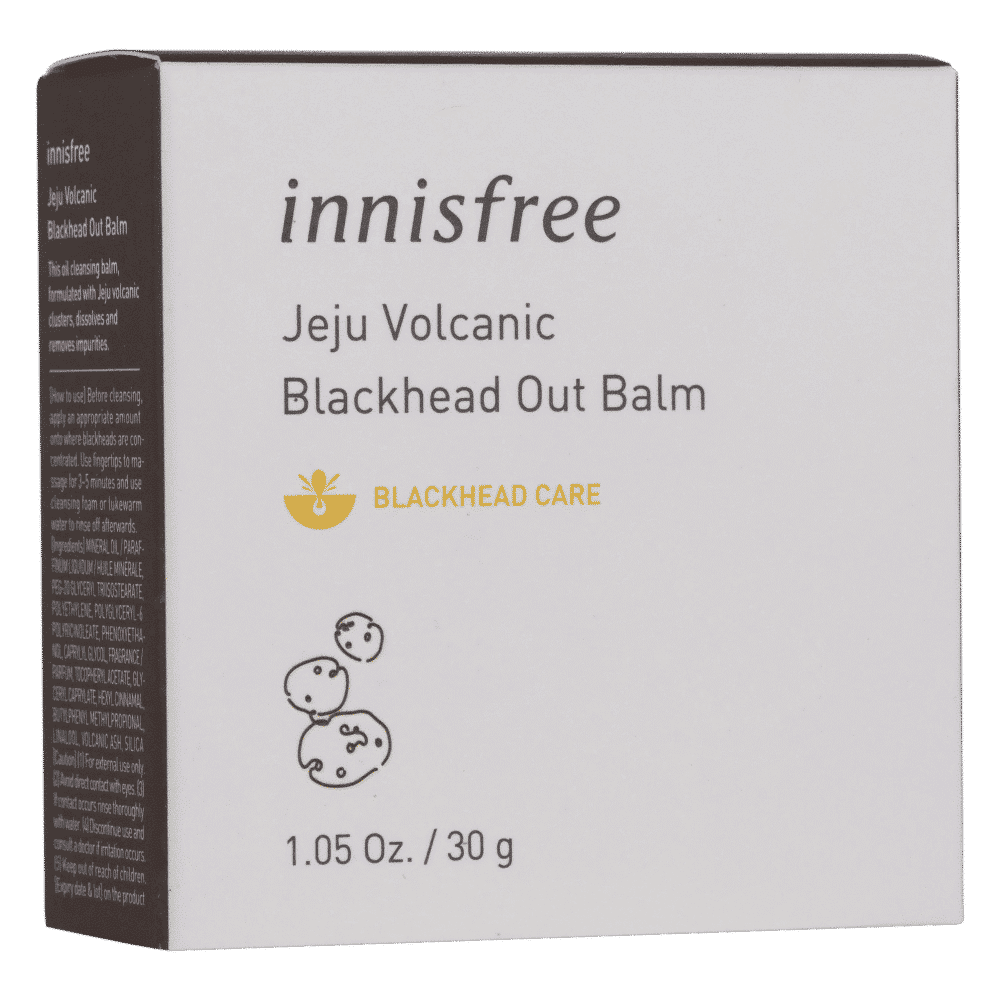 innisfree
Jeju Volcanic
Blackhead Out Balm
This oil cleansing balm,
formulated with Jeju volcanic
clusters, dissolves and
removes impurities.
[How to use] Before cleansing,
apply an appropriate amount
onto where blackheads are con-
centrated. Use fingertips to ma-
ssage for 3-5 minutes and use
cleansing foam or lukewarm
water to rinse off afterwards.
[Ingredients] MINERAL OIL / PARAF-
FINUM LIQUIDUM / HUILE MINERALE,
PEG-20 GLYCERYL TRIISOSTEARATE,
POLYETHYLENE, POLYGLYCERYL-6
POLYRICINOLEATE, PHENOXYETHA-
NOL, CAPRYLYL GLYCOL, FRAGRANCE /
PARFUM, TOCOPHERYL ACETATE, GLY-
CERYL CAPRYLATE, HEXYL CINNAMAL,
BUTYLPHENYL METHYLPROPIONAL,
LINALOOL, VOLCANIC ASH, SILICA
[Caution] (1) For external use only.
(2) Avoid direct contact with eyes. (3)
If contact occurs rinse thoroughly
with water. (4) Discontinue use and
consult a doctor if irritation occurs.
(5) Keep out of reach of children.
[Expiry date & lot] on the product
innisfree
Jeju Volcanic
Blackhead Out Balm
BLACKHEAD CARE
1.05 Oz. / 30 g